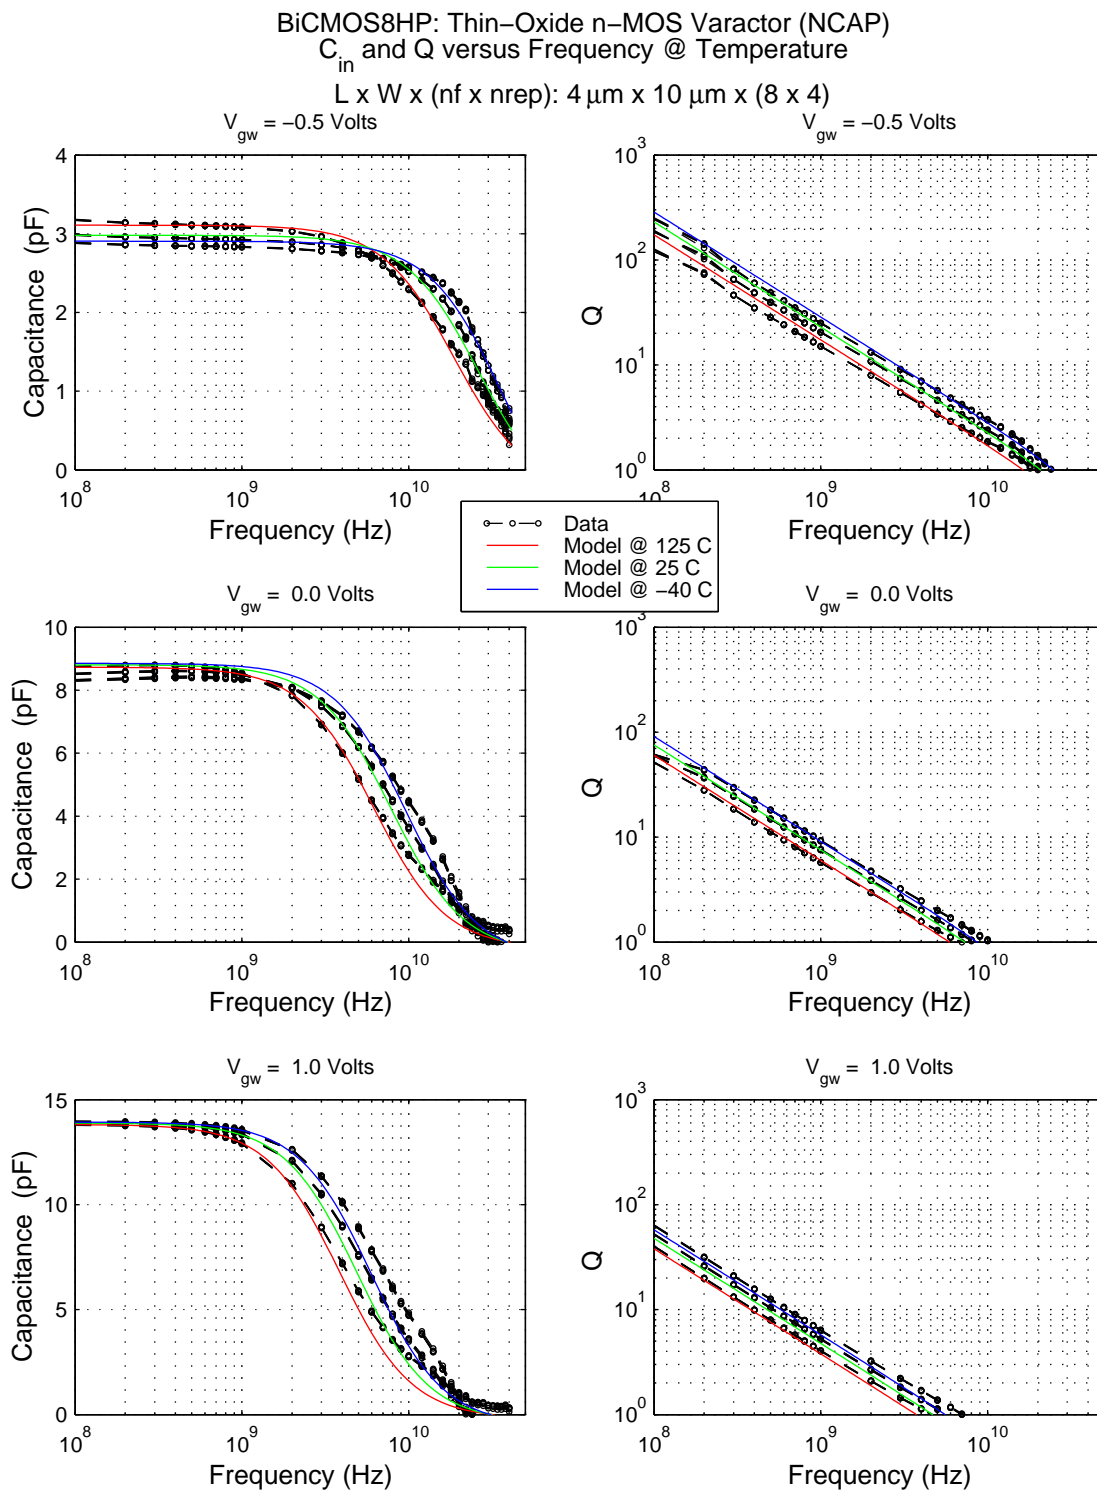 BiCMOS8HP: Thin−Oxide n−MOS Varactor (NCAP)
C_in and Q versus Frequency @ Temperature
L x W x (nf x nrep): 4 μm x 10 μm x (8 x 4)
V_gw = −0.5 Volts
4
3
2
1
0
Capacitance (pF)
10^8 10^9 10^10
Frequency (Hz)
V_gw = −0.5 Volts
10^3
10^2
10^1
10^0
Q
10^8 10^9 10^10
Frequency (Hz)
Data
Model @ 125 C
Model @ 25 C
Model @ −40 C
V_gw = 0.0 Volts
10
8
6
4
2
0
Capacitance (pF)
10^8 10^9 10^10
Frequency (Hz)
V_gw = 0.0 Volts
10^3
10^2
10^1
10^0
Q
10^8 10^9 10^10
Frequency (Hz)
V_gw = 1.0 Volts
15
10
5
0
Capacitance (pF)
10^8 10^9 10^10
Frequency (Hz)
V_gw = 1.0 Volts
10^3
10^2
10^1
10^0
Q
10^8 10^9 10^10
Frequency (Hz)